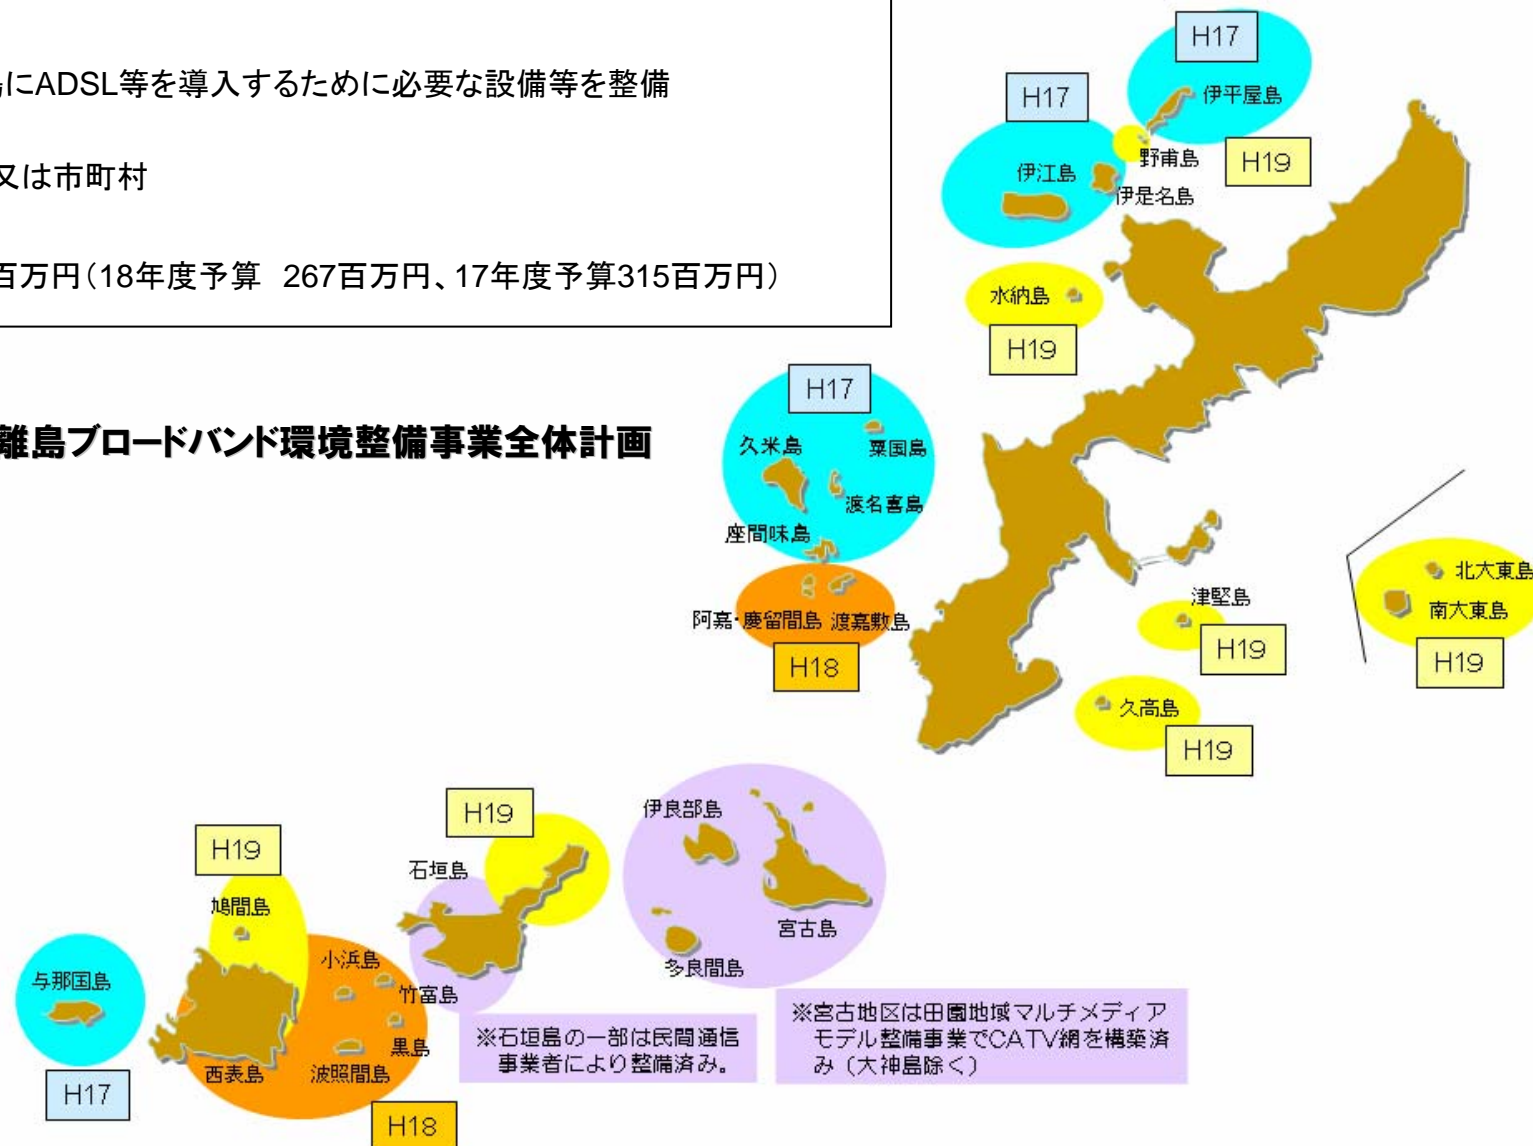 島にADSL等を導入するために必要な設備等を整備
又は市町村
百万円(18年度予算 267百万円、17年度予算315百万円)
離島ブロードバンド環境整備事業全体計画
H17
伊平屋島
H17
野甫島
H19
伊江島
伊是名島
水納島
H19
H17
久米島
粟国島
渡名喜島
座間味島
阿嘉・慶留間島 渡嘉敷島
H18
北大東島
南大東島
H19
津堅島
H19
久高島
H19
伊良部島
宮古島
多良間島
H19
石垣島
H19
鳩間島
小浜島
竹富島
黒島
西表島
波照間島
与那国島
H17
H18
※石垣島の一部は民間通信
事業者により整備済み。
※宮古地区は田園地域マルチメディア
モデル整備事業でCATV網を構築済
み(大神島除く)